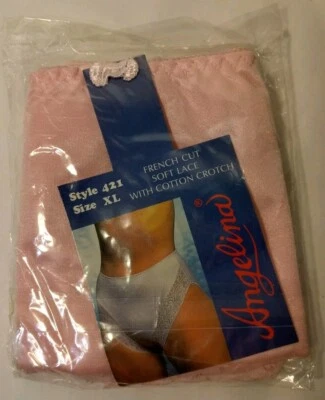 Style 421
Size XL
FRENCH CUT
SOFT LACE
WITH COTTON CROTCH
Angelina®